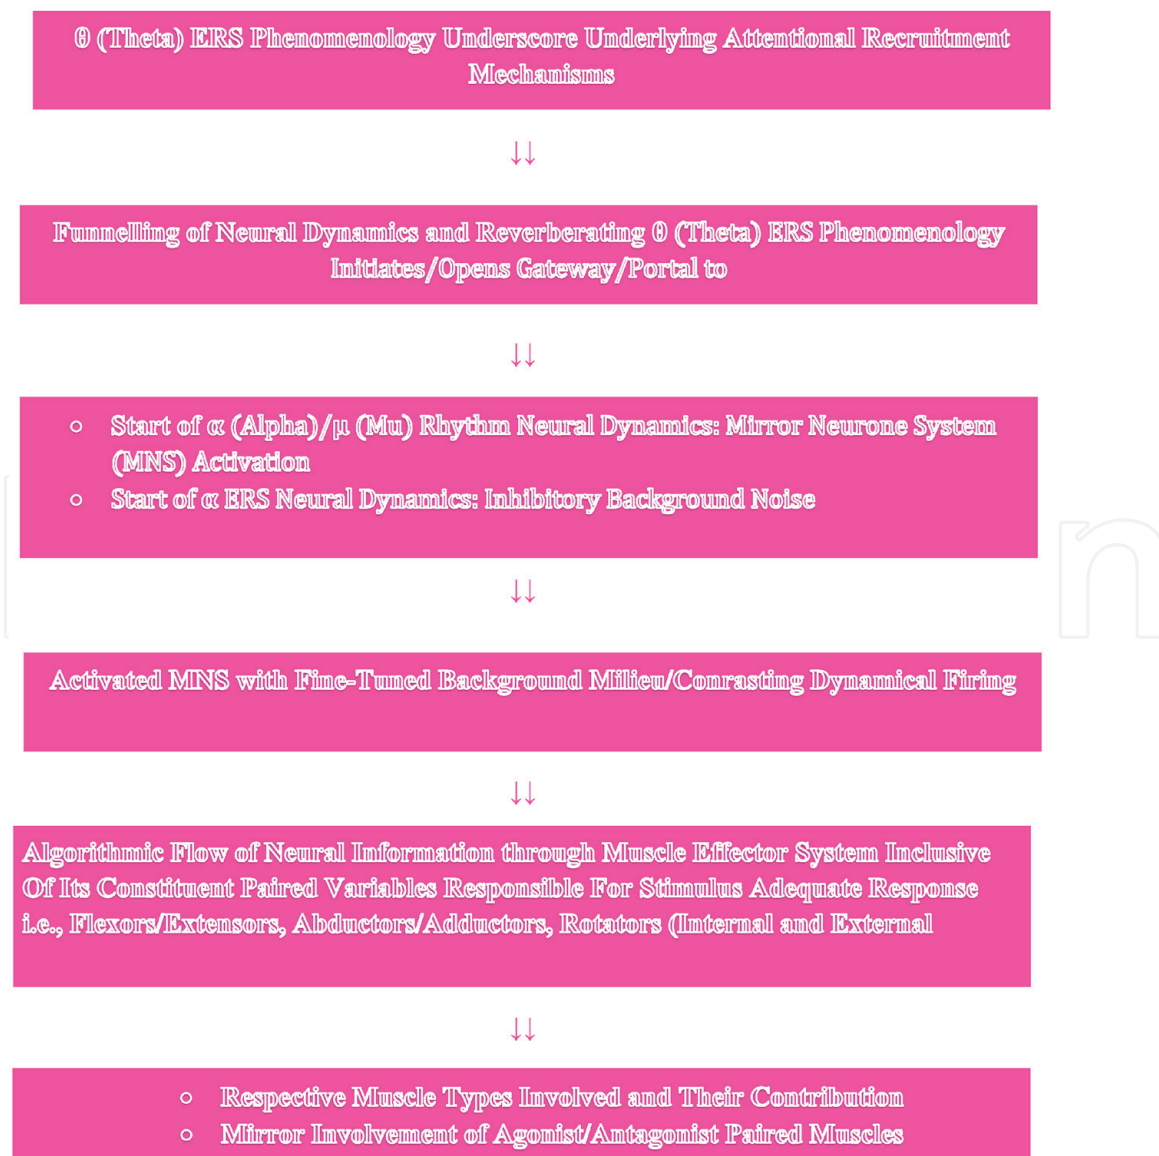 θ (Theta) ERS Phenomenology Underscore Underlying Attentional Recruitment
Mechanisms
↓↓
Funnelling of Neural Dynamics and Reverberating θ (Theta) ERS Phenomenology
Initiates/Opens Gateway/Portal to
↓↓
○ Start of α (Alpha)/μ (Mu) Rhythm Neural Dynamics: Mirror Neurone System
(MNS) Activation
○ Start of α ERS Neural Dynamics: Inhibitory Background Noise
↓↓
Activated MNS with Fine-Tuned Background Milieu/Conrasting Dynamical Firing
↓↓
Algorithmic Flow of Neural Information through Muscle Effector System Inclusive
Of Its Constituent Paired Variables Responsible For Stimulus Adequate Response
i.e., Flexors/Extensors, Abductors/Adductors, Rotators (Internal and External
↓↓
○ Respective Muscle Types Involved and Their Contribution
○ Mirror Involvement of Agonist/Antagonist Paired Muscles